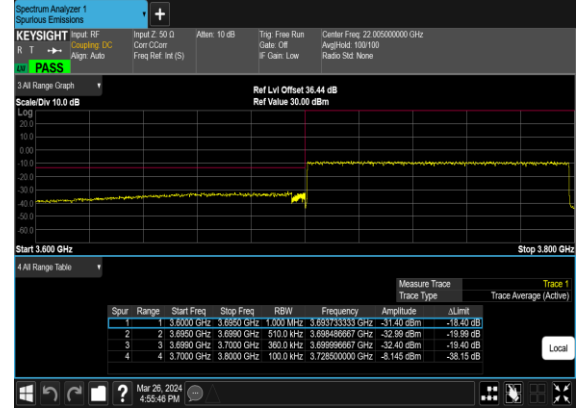 Spectrum Analyzer 1
Spurious Emissions
+
KEYSIGHT Input: RF Input Z: 50 Ω Atten: 10 dB Trig: Free Run Center Freq: 22.005000000 GHz
R T Coupling: DC Corr CCorr Gate: Off Avg|Hold: 100/100
Align: Auto Freq Ref: Int (S) IF Gain: Low Radio Std: None
LXI PASS
3 All Range Graph
Ref Lvl Offset 36.44 dB
Scale/Div 10.0 dB Ref Value 30.00 dBm
Log
20.0
10.0
0.00
-10.0
-20.0
-30.0
-40.0
-50.0
-60.0
Start 3.600 GHz Stop 3.800 GHz
4 All Range Table
Measure Trace Trace 1
Trace Type Trace Average (Active)
Spur Range Start Freq Stop Freq RBW Frequency Amplitude ΔLimit
1 1 3.6000 GHz 3.6950 GHz 1.000 MHz 3.693733333 GHz -31.40 dBm -18.40 dB
2 2 3.6950 GHz 3.6990 GHz 510.0 kHz 3.698486667 GHz -32.99 dBm -19.99 dB
3 3 3.6990 GHz 3.7000 GHz 360.0 kHz 3.699996667 GHz -32.40 dBm -19.40 dB
4 4 3.7000 GHz 3.8000 GHz 100.0 kHz 3.728500000 GHz -8.145 dBm -38.15 dB
Local
? Mar 26, 2024
4:55:46 PM